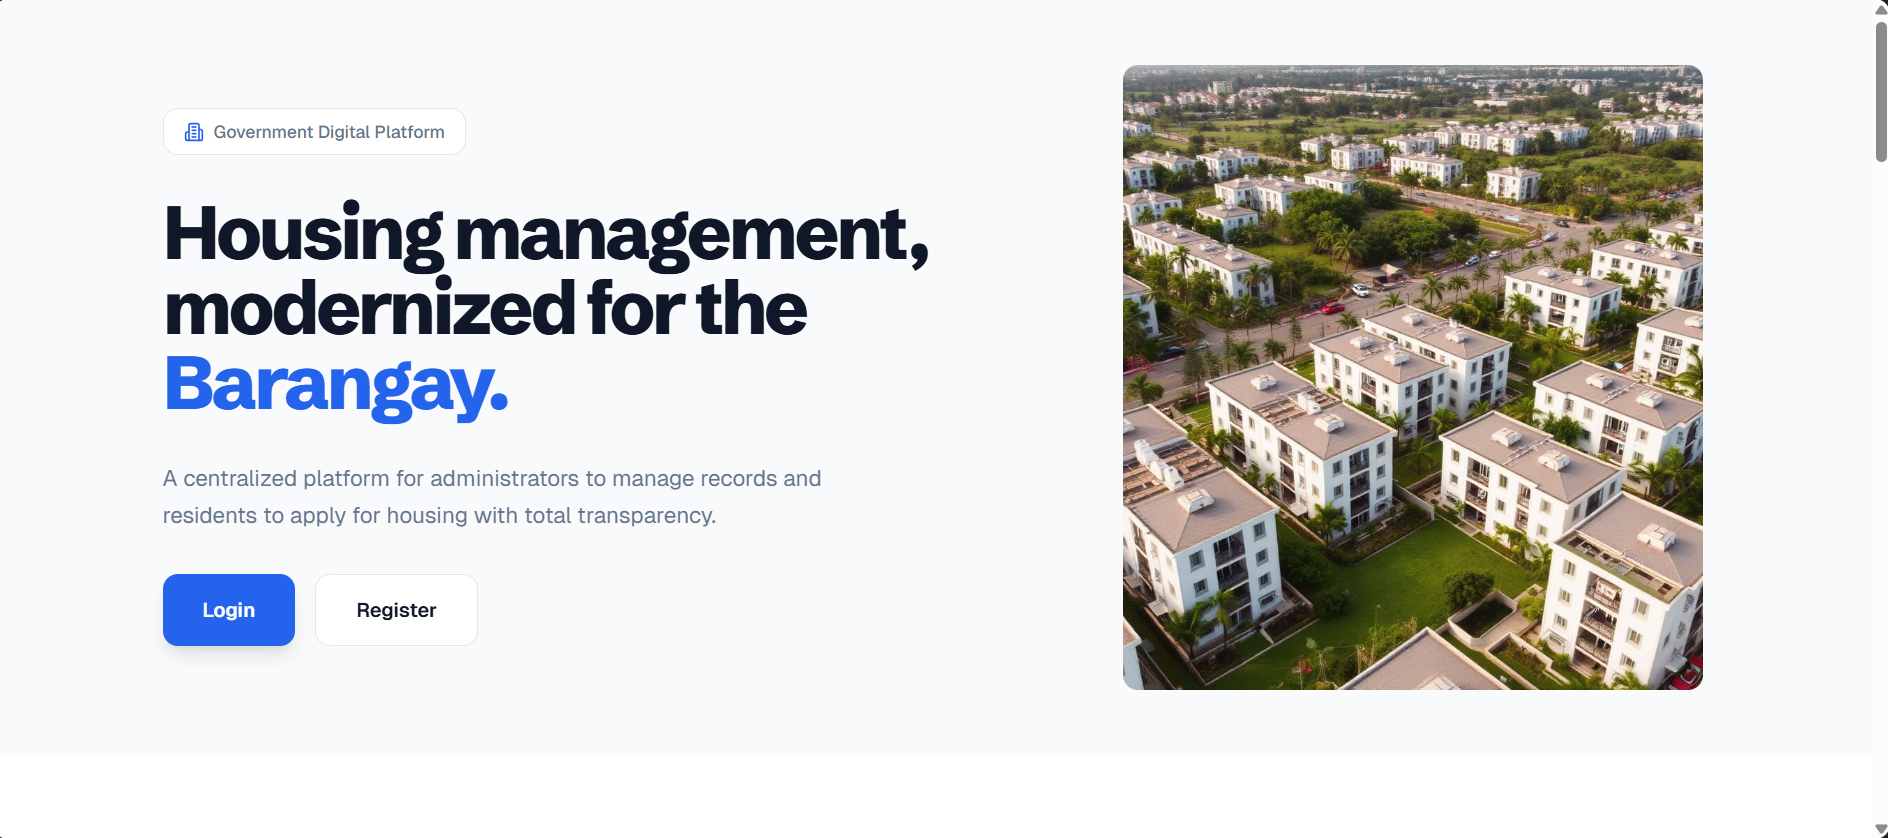 Government Digital Platform
Housing management,
modernized for the
Barangay.
A centralized platform for administrators to manage records and
residents to apply for housing with total transparency.
Login
Register